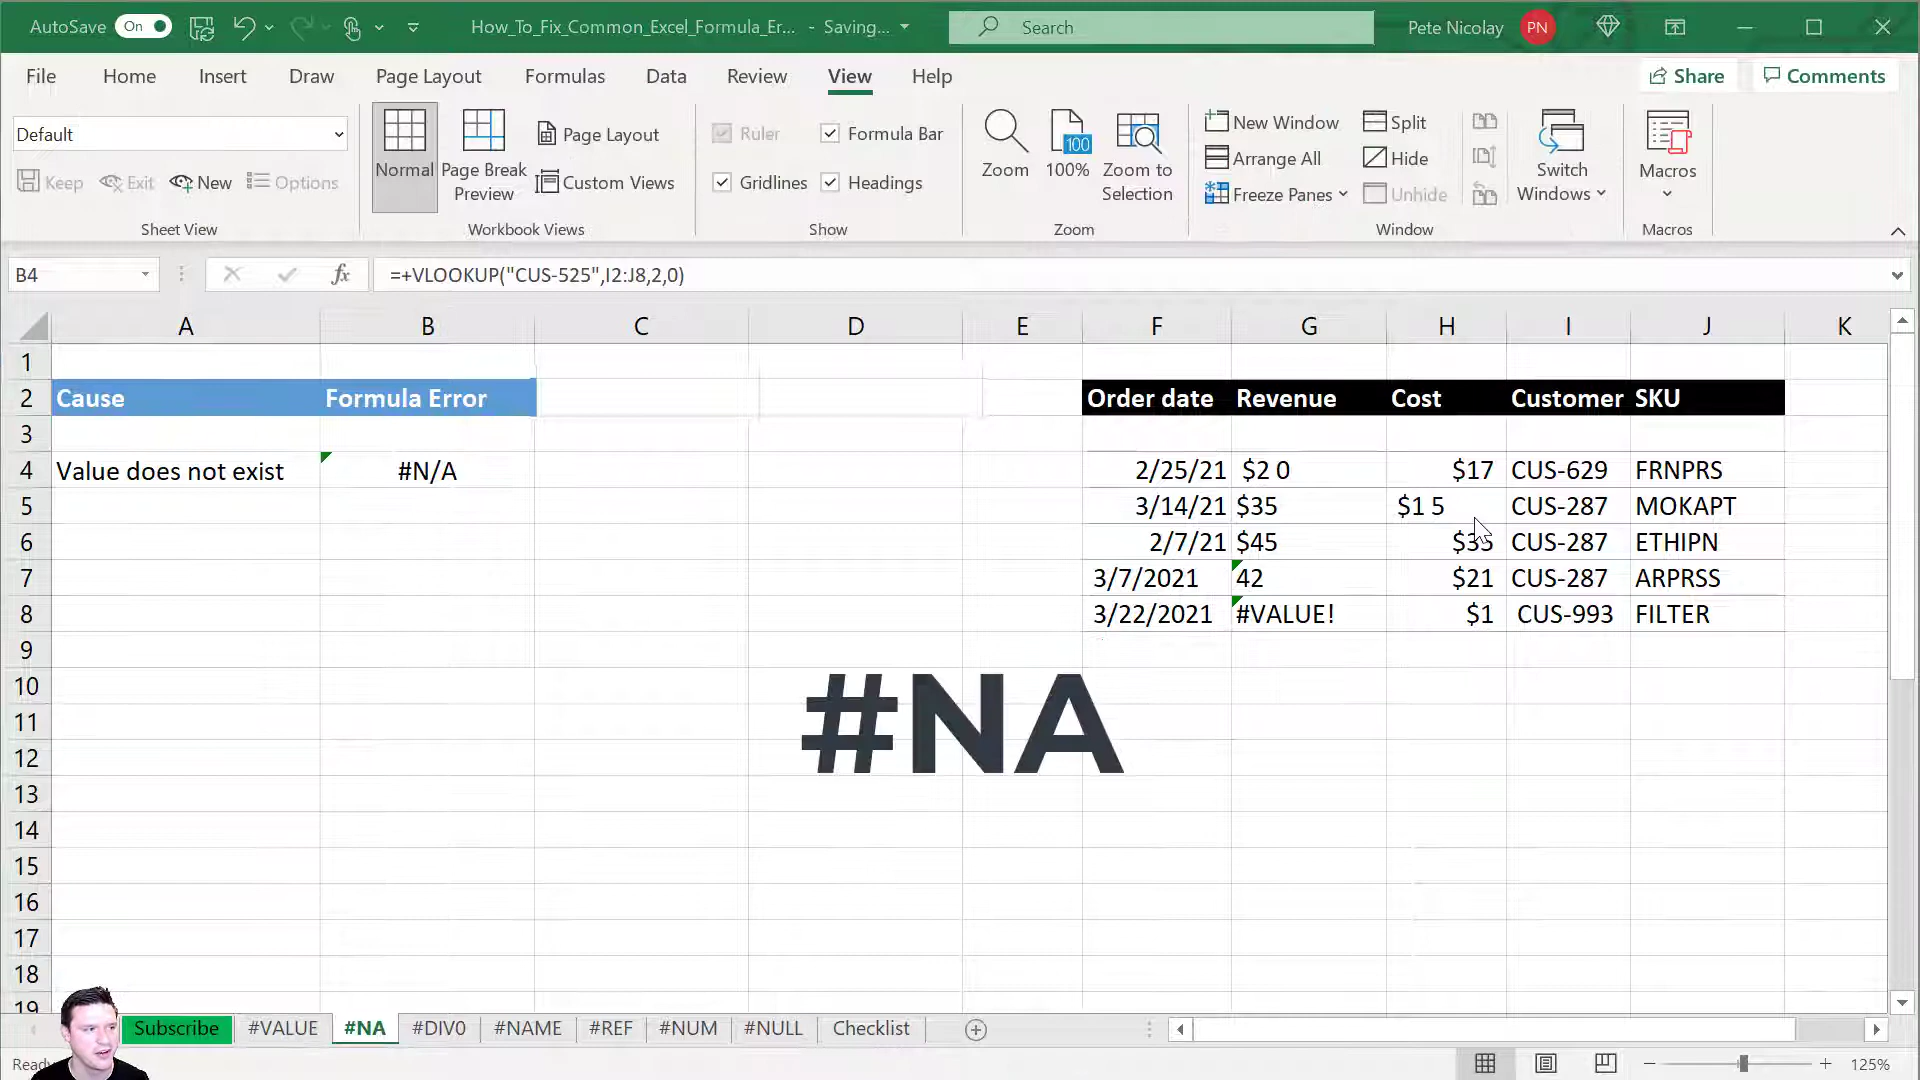 AutoSave On How_To_Fix_Common_Excel_Formula_Er... - Saving... Search Pete Nicolay PN
File Home Insert Draw Page Layout Formulas Data Review View Help Share Comments
Default Normal Page Break Preview Page Layout Ruler Formula Bar Zoom 100 100% Zoom to Selection New Window Split Switch Windows Macros
Arrange All Hide
Keep Exit New Options Custom Views Gridlines Headings Freeze Panes Unhide
Sheet View Workbook Views Show Zoom Window Macros
B4 fx =+VLOOKUP("CUS-525",I2:J8,2,0)
A B C D E F G H I J K
1
2 Cause Formula Error Order date Revenue Cost Customer SKU
3
4 Value does not exist #N/A 2/25/21 $2 0 $17 CUS-629 FRNPRS
5 3/14/21 $35 $1 5 CUS-287 MOKAPT
6 2/7/21 $45 $35 CUS-287 ETHIPN
7 3/7/2021 42 $21 CUS-287 ARPRSS
8 3/22/2021 #VALUE! $1 CUS-993 FILTER
9
10
11
#NA
12
13
14
15
16
17
18
19
Subscribe #VALUE #NA #DIV0 #NAME #REF #NUM #NULL Checklist
Ready 125%